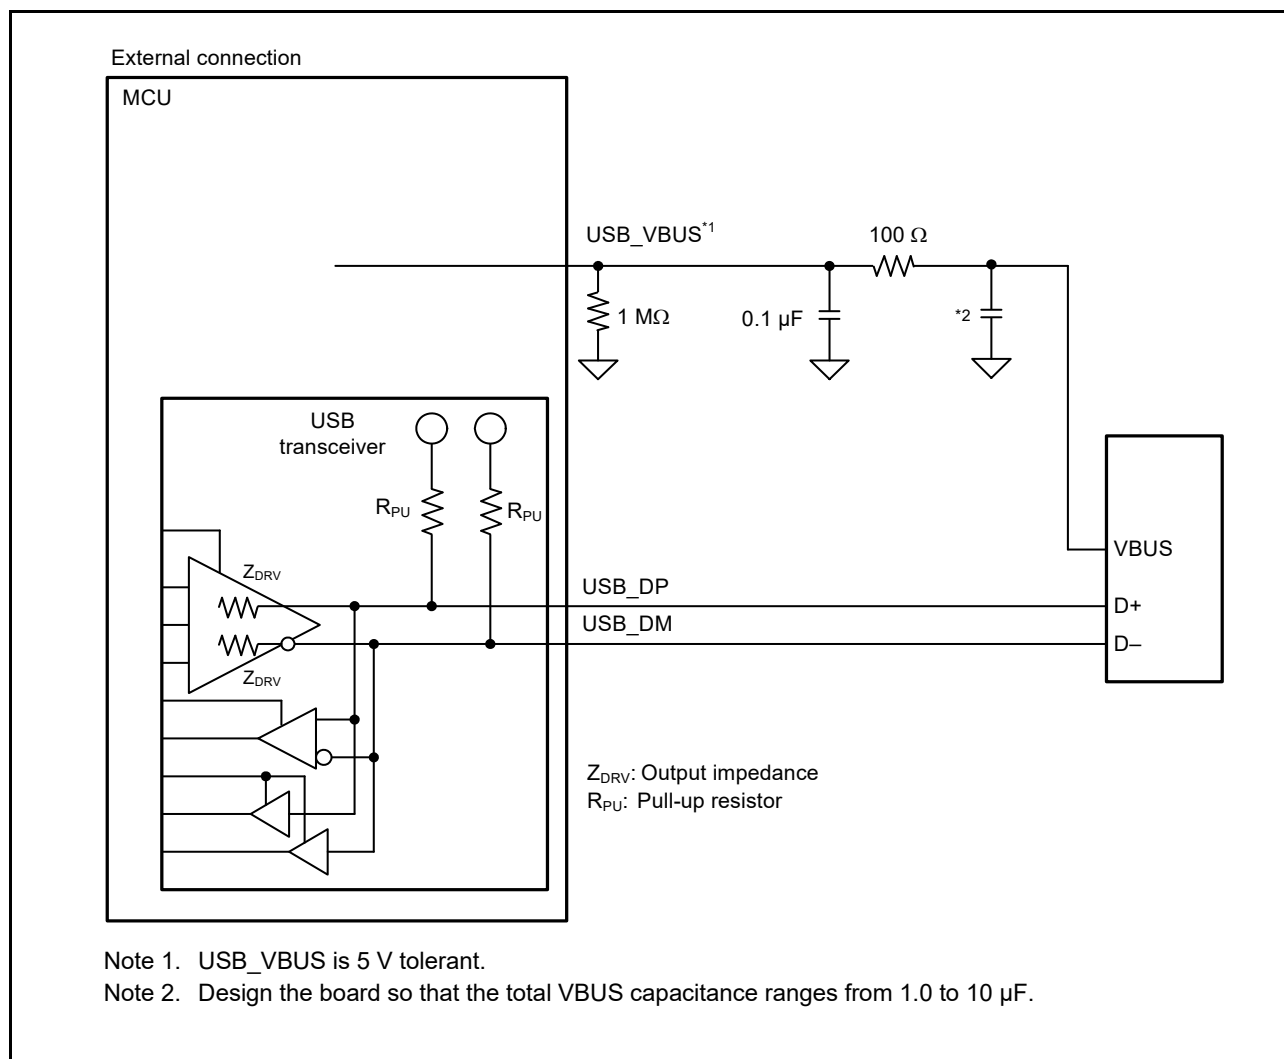 External connection
MCU
USB_VBUS*1
100 Ω
1 MΩ
0.1 µF
*2
USB
transceiver
RPU
RPU
VBUS
ZDRV
USB_DP
D+
USB_DM
D–
ZDRV
ZDRV: Output impedance
RPU: Pull-up resistor
Note 1. USB_VBUS is 5 V tolerant.
Note 2. Design the board so that the total VBUS capacitance ranges from 1.0 to 10 µF.